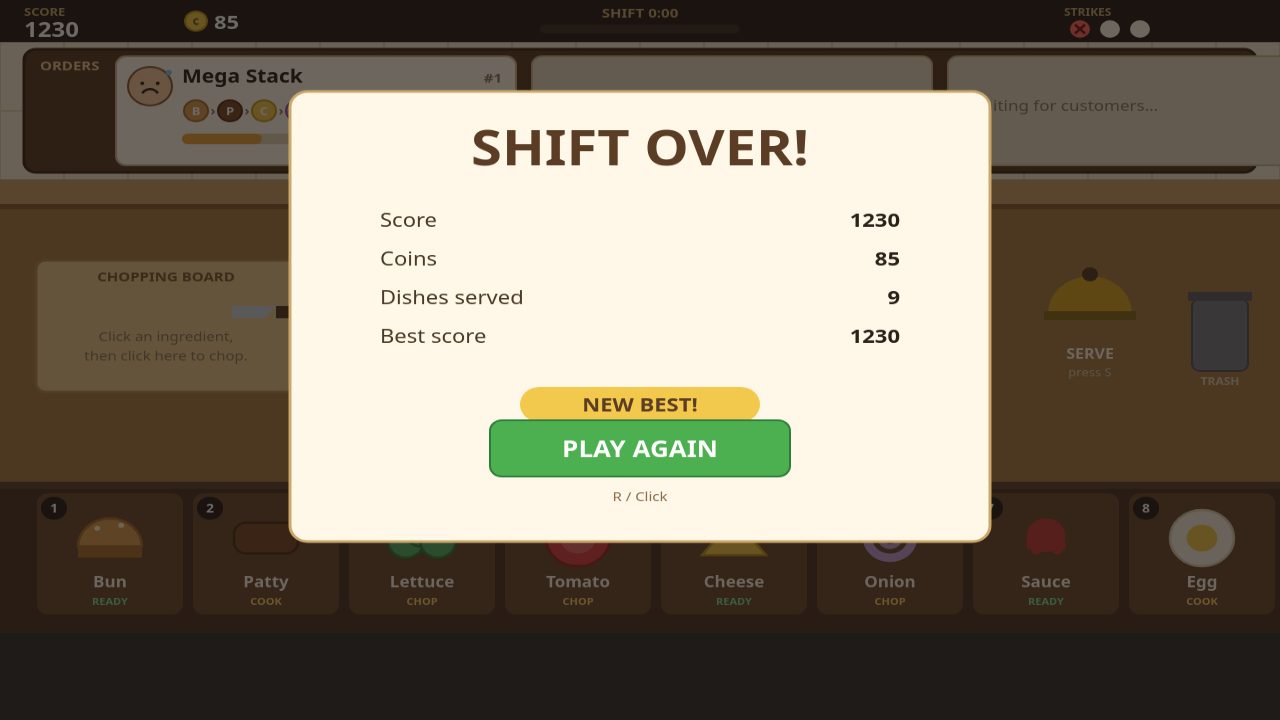 SCORE
1230
C
85
SHIFT 0:00
STRIKES
ORDERS
Mega Stack
#1
B › P › C ›
iting for customers...
SHIFT OVER!
Score 1230
Coins 85
Dishes served 9
Best score 1230
NEW BEST!
PLAY AGAIN
R / Click
CHOPPING BOARD
Click an ingredient,
then click here to chop.
SERVE
press S
TRASH
1
2
8
Bun
READY
Patty
COOK
Lettuce
CHOP
Tomato
CHOP
Cheese
READY
Onion
CHOP
Sauce
READY
Egg
COOK